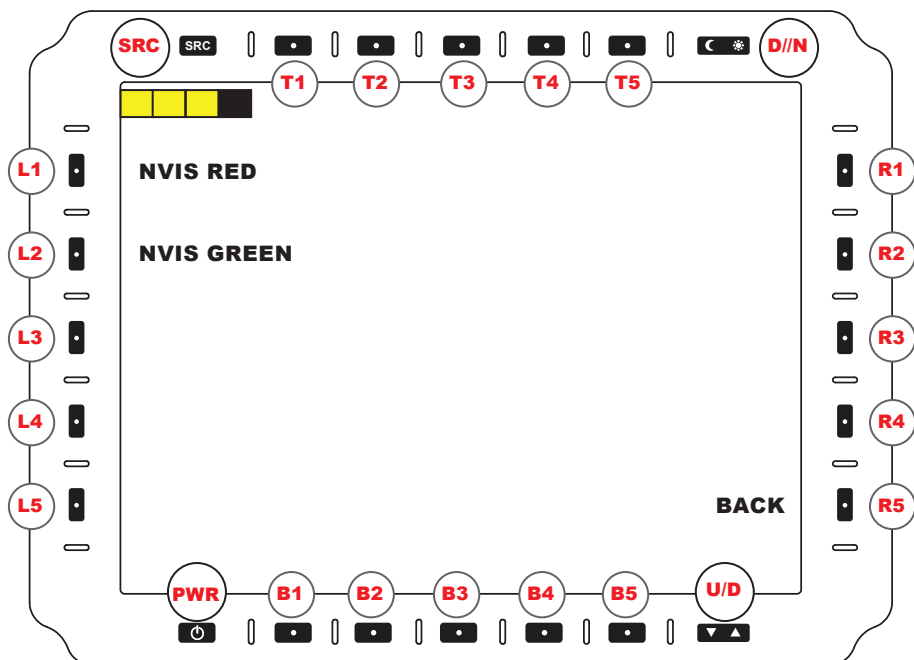 SRC SRC D//N
T1 T2 T3 T4 T5
L1 NVIS RED R1
L2 NVIS GREEN R2
L3 R3
L4 R4
L5 BACK R5
PWR B1 B2 B3 B4 B5 U/D